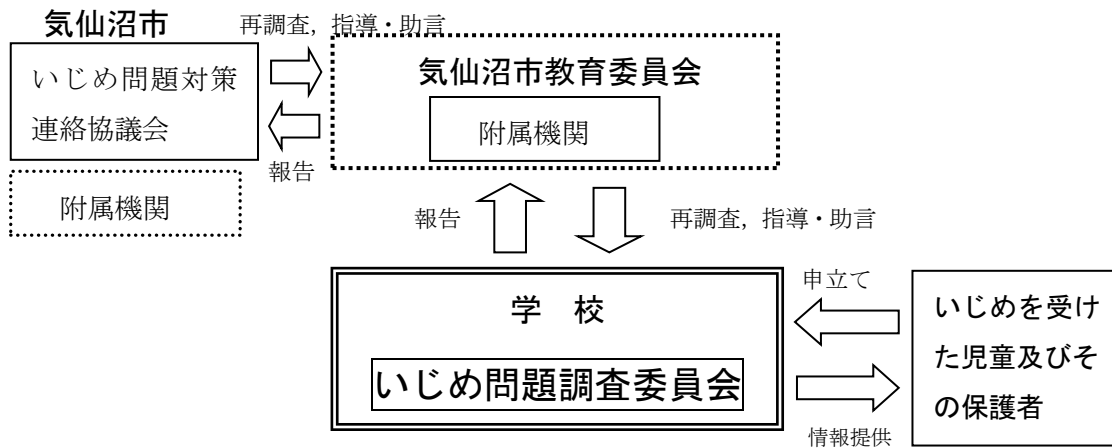 気仙沼市
再調査，指導・助言
いじめ問題対策
連絡協議会
報告
附属機関
気仙沼市教育委員会
附属機関
報告
再調査，指導・助言
学　校
いじめ問題調査委員会
申立て
情報提供
いじめを受け
た児童及びそ
の保護者